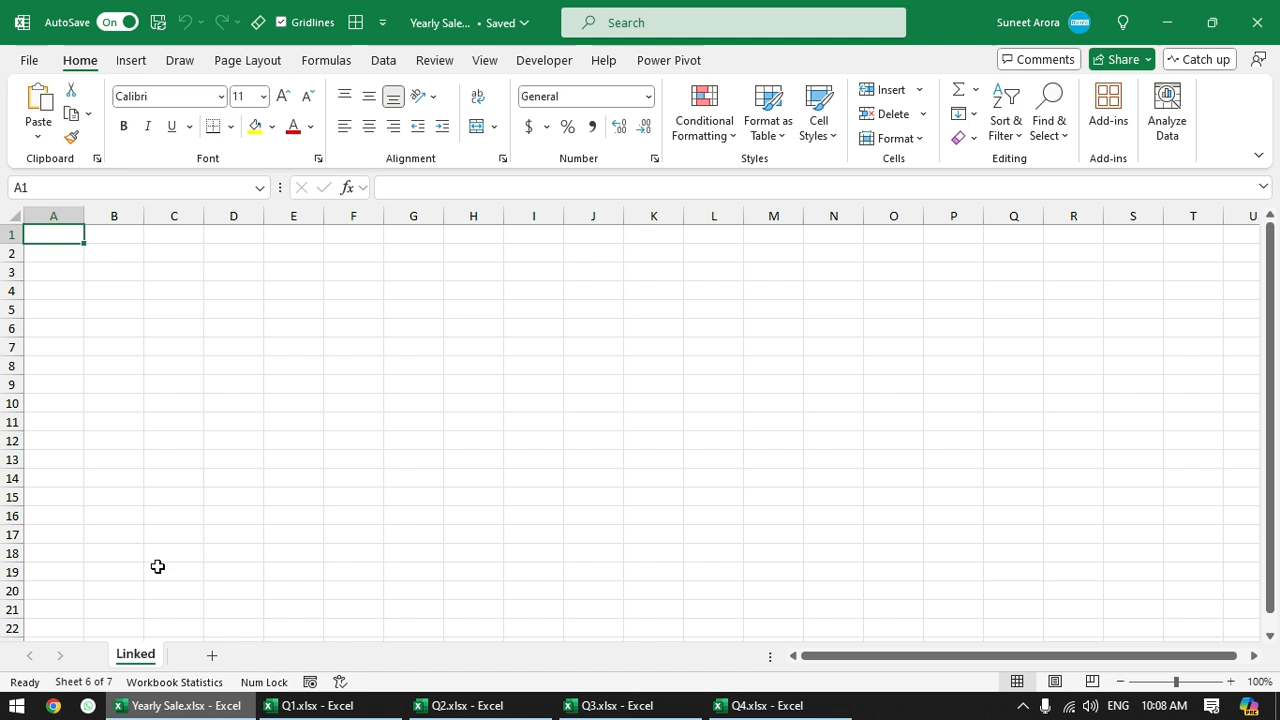 AutoSave On Gridlines Yearly Sale... • Saved Search Suneet Arora
File Home Insert Draw Page Layout Formulas Data Review View Developer Help Power Pivot Comments Share Catch up
Paste Calibri 11 A A ab General Conditional Formatting Format as Table Cell Styles Insert Delete Format Sort & Filter Find & Select Add-ins Analyze Data
B I U A $ % 9
Clipboard Font Alignment Number Styles Cells Editing Add-ins
A1 fx
A B C D E F G H I J K L M N O P Q R S T U
1
2
3
4
5
6
7
8
9
10
11
12
13
14
15
16
17
18
19
20
21
22
Linked
Ready Sheet 6 of 7 Workbook Statistics Num Lock 100%
Yearly Sale.xlsx - Excel Q1.xlsx - Excel Q2.xlsx - Excel Q3.xlsx - Excel Q4.xlsx - Excel ENG 10:08 AM